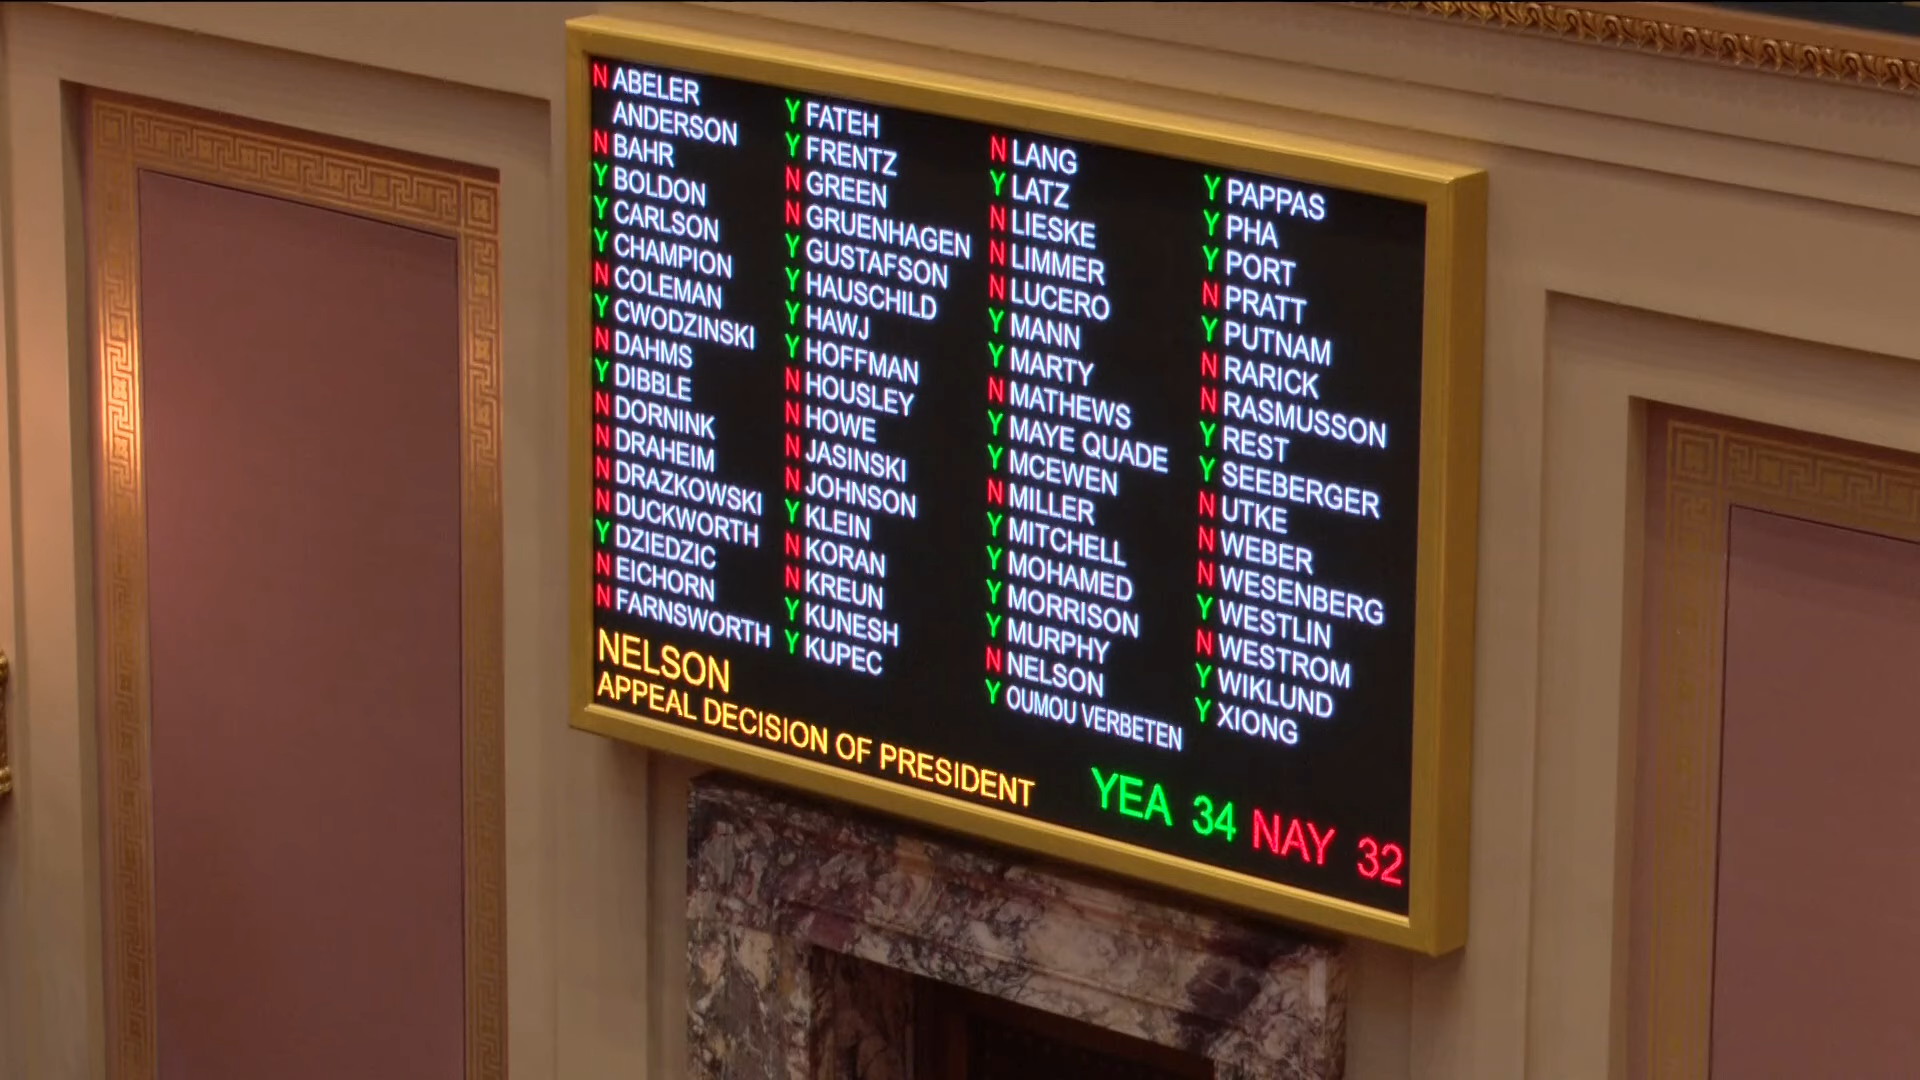 N ABELER
ANDERSON
N BAHR
Y BOLDON
Y CARLSON
Y CHAMPION
N COLEMAN
Y CWODZINSKI
N DAHMS
Y DIBBLE
N DORNINK
N DRAHEIM
N DRAZKOWSKI
N DUCKWORTH
Y DZIEDZIC
N EICHORN
N FARNSWORTH
Y FATEH
Y FRENTZ
N GREEN
N GRUENHAGEN
Y GUSTAFSON
Y HAUSCHILD
Y HAWJ
Y HOFFMAN
N HOUSLEY
N HOWE
N JASINSKI
N JOHNSON
Y KLEIN
N KORAN
N KREUN
Y KUNESH
Y KUPEC
N LANG
Y LATZ
N LIESKE
N LIMMER
N LUCERO
Y MANN
Y MARTY
N MATHEWS
Y MAYE QUADE
Y MCEWEN
N MILLER
Y MITCHELL
Y MOHAMED
Y MORRISON
Y MURPHY
N NELSON
Y OUMOU VERBETEN
Y PAPPAS
Y PHA
Y PORT
N PRATT
Y PUTNAM
N RARICK
N RASMUSSON
Y REST
Y SEEBERGER
N UTKE
N WEBER
N WESENBERG
Y WESTLIN
N WESTROM
Y WIKLUND
Y XIONG
NELSON
APPEAL DECISION OF PRESIDENT
YEA 34 NAY 32